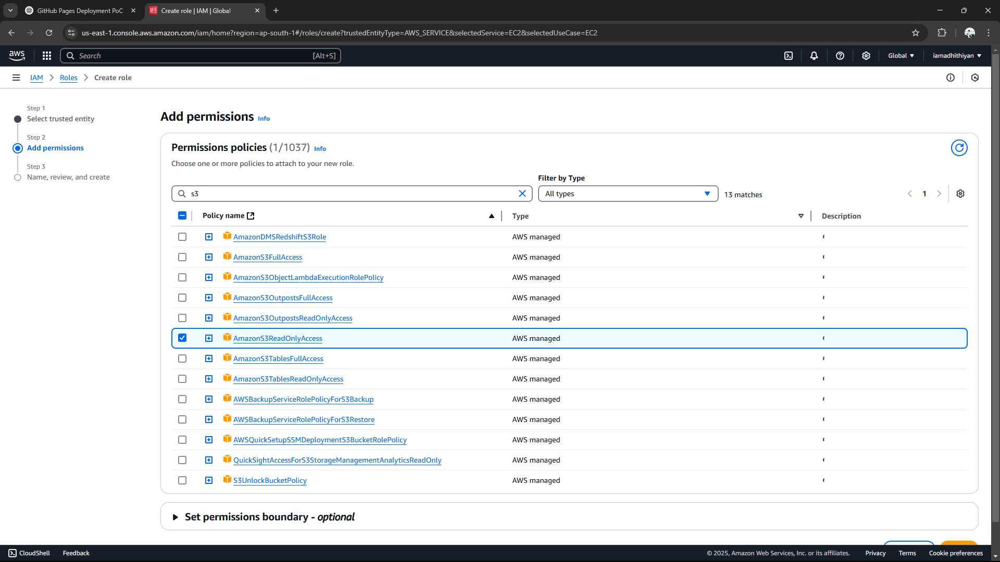 GitHub Pages Deployment PoC
Create role | IAM | Global
us-east-1.console.aws.amazon.com/iam/home?region=ap-south-1#/roles/create?trustedEntityType=AWS_SERVICE&selectedService=EC2&selectedUseCase=EC2
aws
Search
[Alt+S]
Global
iamadhithiyan
IAM > Roles > Create role
Step 1
Select trusted entity
Step 2
Add permissions
Step 3
Name, review, and create
Add permissions Info
Permissions policies (1/1037) Info
Choose one or more policies to attach to your new role.
Filter by Type
s3
All types
13 matches
1
Policy name
Type
Description
AmazonDMSRedshiftS3Role AWS managed
AmazonS3FullAccess AWS managed
AmazonS3ObjectLambdaExecutionRolePolicy AWS managed
AmazonS3OutpostsFullAccess AWS managed
AmazonS3OutpostsReadOnlyAccess AWS managed
AmazonS3ReadOnlyAccess AWS managed
AmazonS3TablesFullAccess AWS managed
AmazonS3TablesReadOnlyAccess AWS managed
AWSBackupServiceRolePolicyForS3Backup AWS managed
AWSBackupServiceRolePolicyForS3Restore AWS managed
AWSQuickSetupSSMDeploymentS3BucketRolePolicy AWS managed
QuickSightAccessForS3StorageManagementAnalyticsReadOnly AWS managed
S3UnlockBucketPolicy AWS managed
Set permissions boundary - optional
CloudShell
Feedback
© 2025, Amazon Web Services, Inc. or its affiliates.
Privacy
Terms
Cookie preferences